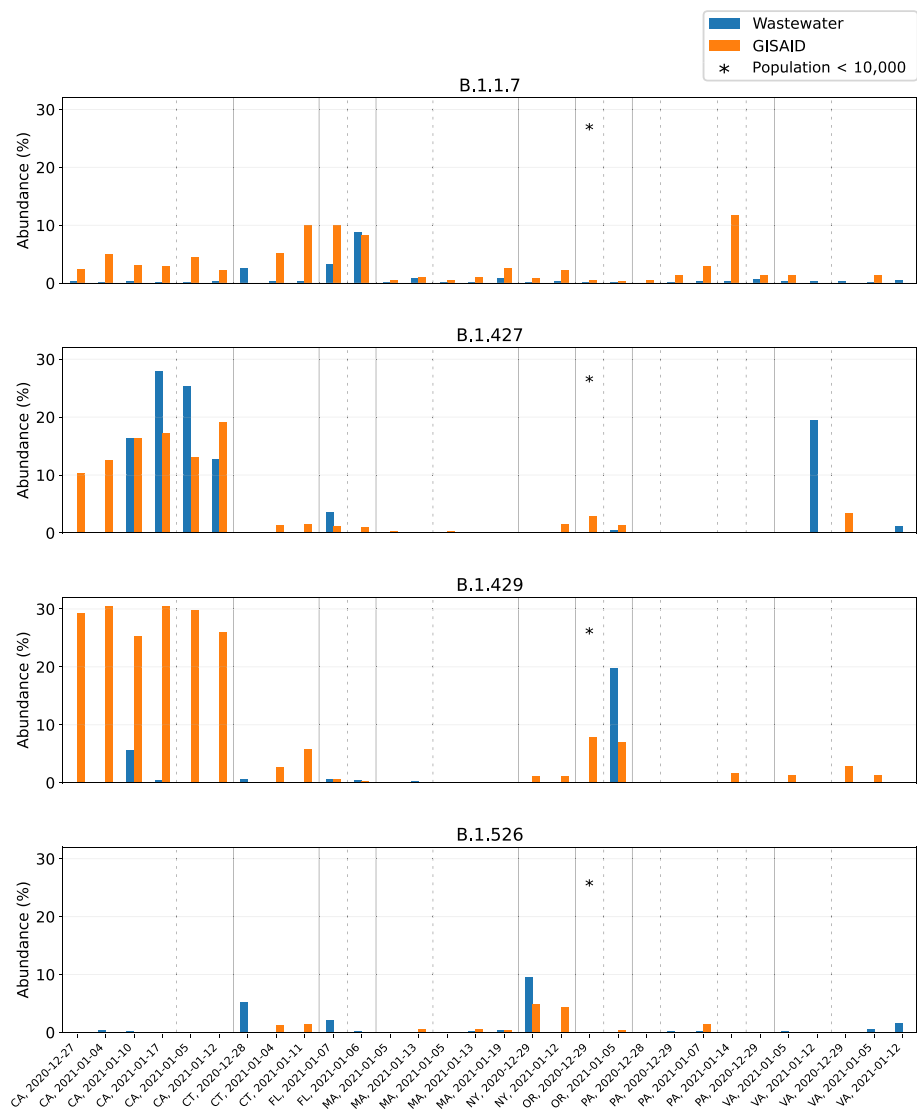 Wastewater
GISAID
* Population < 10,000
B.1.1.7
30
20
10
0
Abundance (%)
*
B.1.427
30
20
10
0
Abundance (%)
*
B.1.429
30
20
10
0
Abundance (%)
*
B.1.526
30
20
10
0
Abundance (%)
*
CA, 2020-12-27
CA, 2021-01-04
CA, 2021-01-10
CA, 2021-01-17
CA, 2021-01-05
CA, 2021-01-12
CT, 2020-12-28
CT, 2021-01-04
CT, 2021-01-11
FL, 2021-01-07
FL, 2021-01-06
MA, 2021-01-05
MA, 2021-01-13
MA, 2021-01-05
MA, 2021-01-13
MA, 2021-01-19
NY, 2020-12-29
NY, 2021-01-12
OR, 2020-12-29
OR, 2021-01-05
PA, 2020-12-28
PA, 2020-12-29
PA, 2021-01-07
PA, 2021-01-14
PA, 2020-12-29
VA, 2021-01-05
VA, 2021-01-12
VA, 2020-12-29
VA, 2021-01-05
VA, 2021-01-12